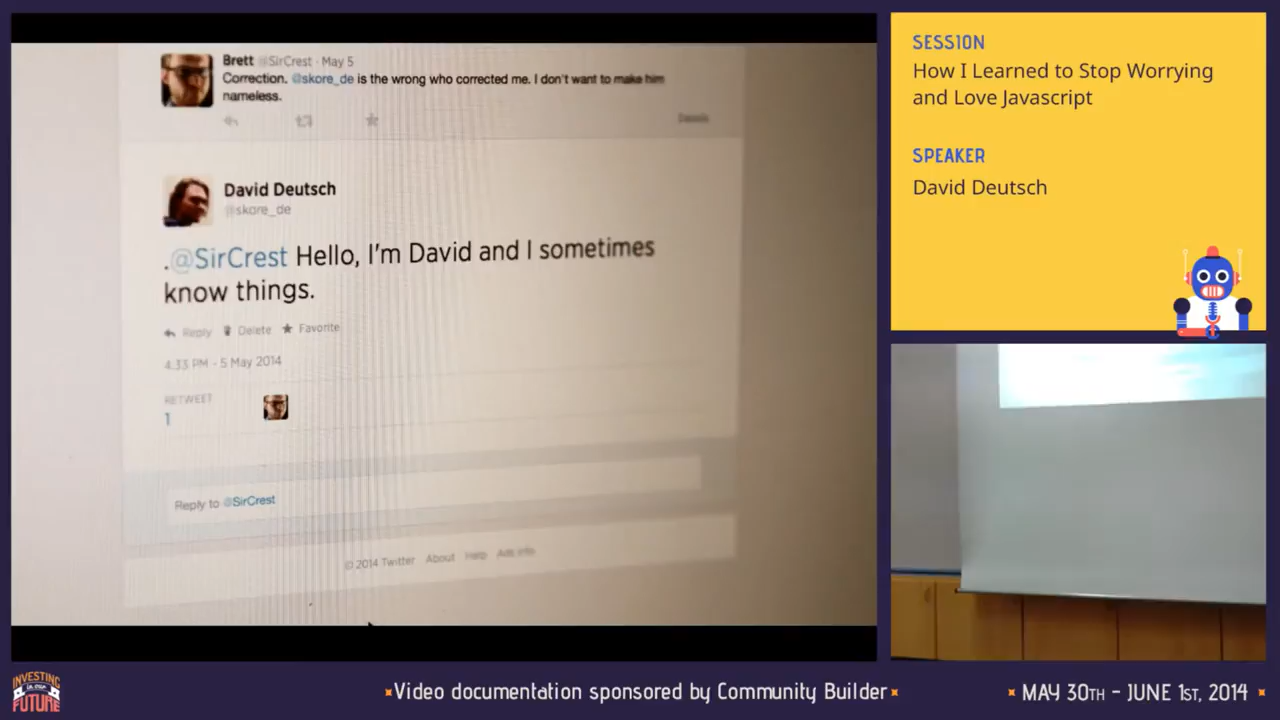 Brett @SirCrest · May 5
Correction. @skore_de is the wrong who corrected me. I don't want to make him
nameless.
Details
David Deutsch
@skore_de
.@SirCrest Hello, I'm David and I sometimes
know things.
Reply Delete Favorite
4:33 PM - 5 May 2014
RETWEET
1
Reply to @SirCrest
© 2014 Twitter About Help Ads info
SESSION
How I Learned to Stop Worrying
and Love Javascript
SPEAKER
David Deutsch
INVESTING
IN OUR
FUTURE
Video documentation sponsored by Community Builder
MAY 30TH - JUNE 1ST, 2014